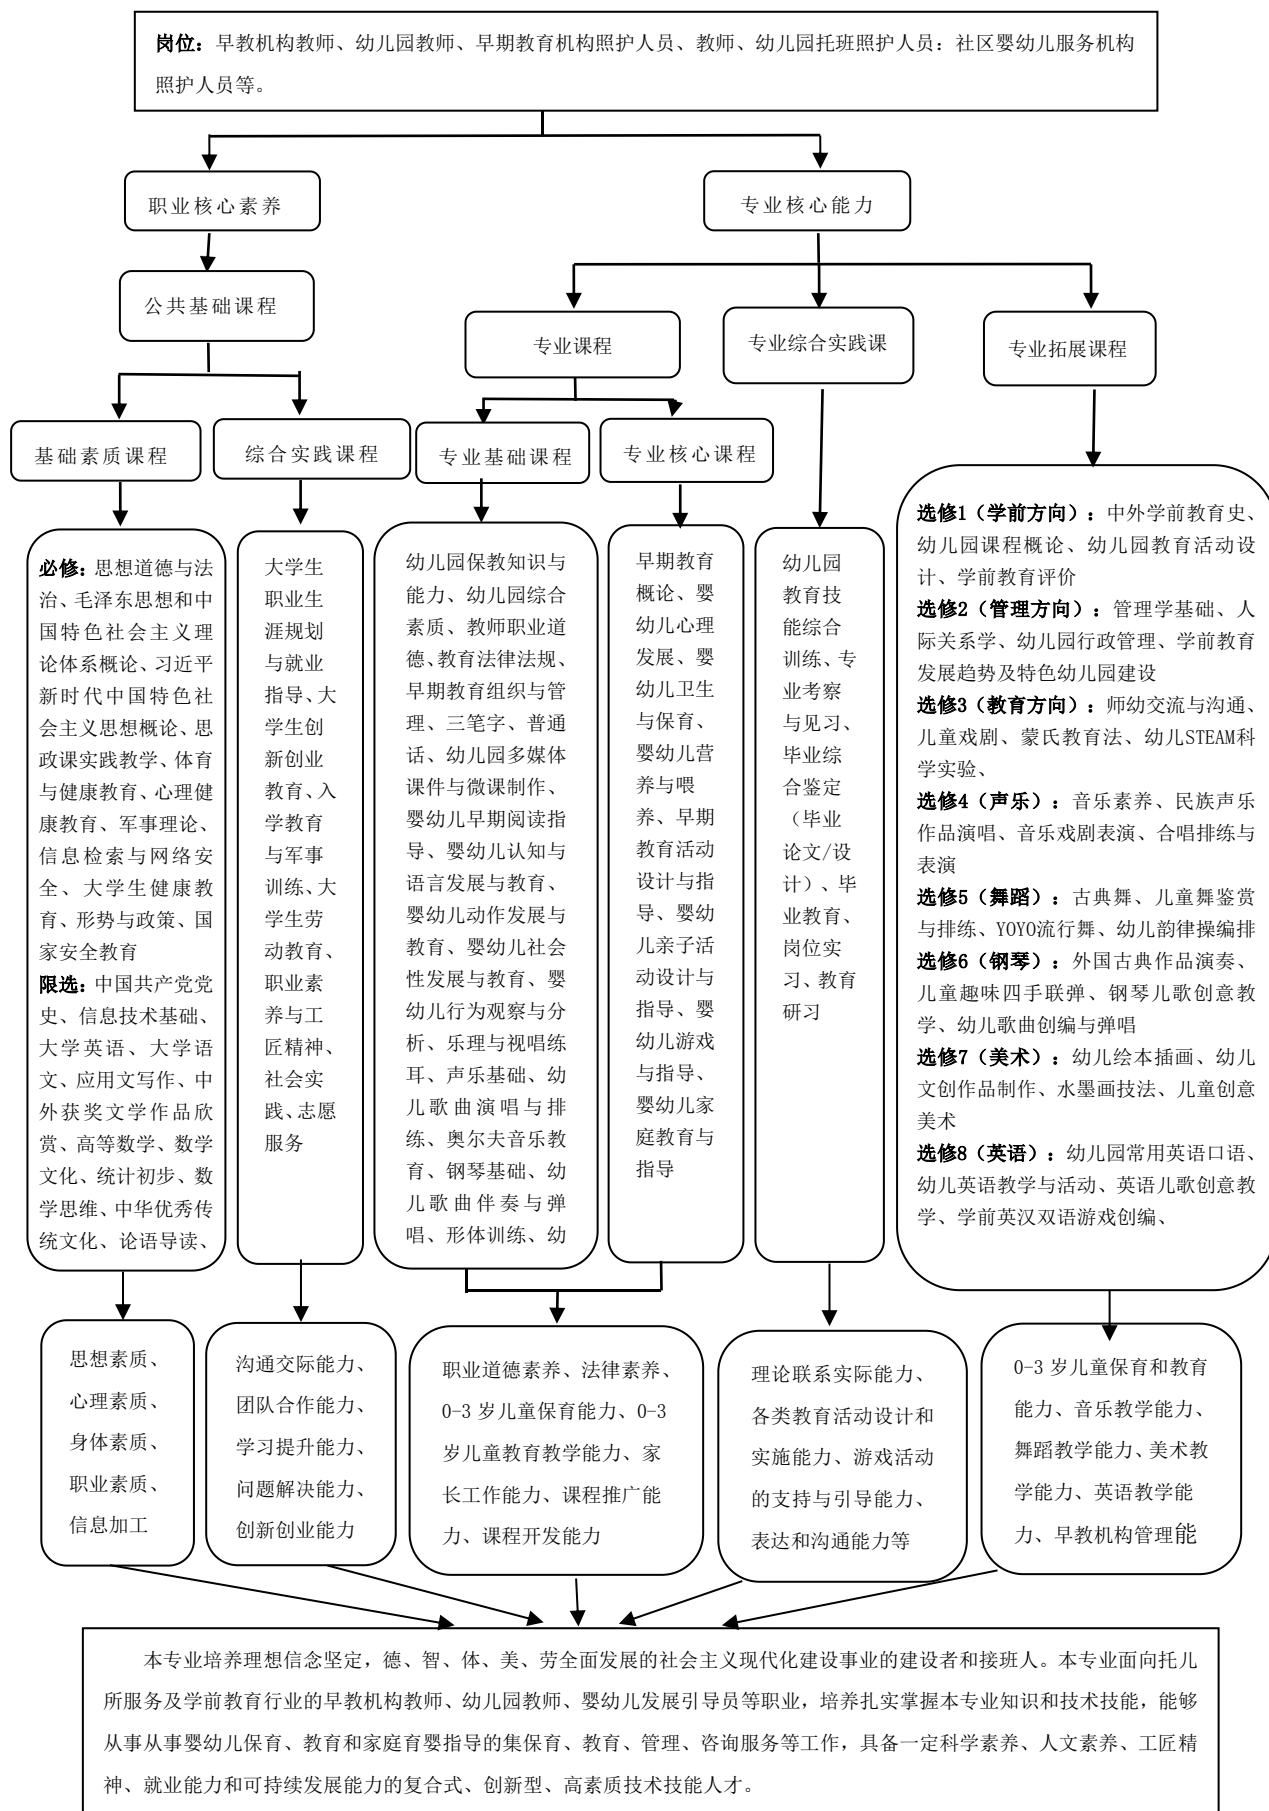 岗位：早教机构教师、幼儿园教师、早期教育机构照护人员、教师、幼儿园托班照护人员：社区婴幼儿服务机构
照护人员等。
职业核心素养
专业核心能力
公共基础课程
专业课程
专业综合实践课
专业拓展课程
基础素质课程
综合实践课程
专业基础课程
专业核心课程
必修：思想道德与法
治、毛泽东思想和中
国特色社会主义理
论体系概论、习近平
新时代中国特色社
会主义思想概论、思
政课实践教学、体育
与健康教育、心理健
康教育、军事理论、
信息检索与网络安
全、大学生健康教
育、形势与政策、国
家安全教育
限选：中国共产党党
史、信息技术基础、
大学英语、大学语
文、应用文写作、中
外获奖文学作品欣
赏、高等数学、数学
文化、统计初步、数
学思维、中华优秀传
统文化、论语导读、
大学生
职业生
涯规划
与就业
指导、大
学生创
新创业
教育、入
学教育
与军事
训练、大
学生劳
动教育、
职业素
养与工
匠精神、
社会实
践、志愿
服务
幼儿园保教知识与
能力、幼儿园综合
素质、教师职业道
德、教育法律法规、
早期教育组织与管
理、三笔字、普通
话、幼儿园多媒体
课件与微课制作、
婴幼儿早期阅读指
导、婴幼儿认知与
语言发展与教育、
婴幼儿动作发展与
教育、婴幼儿社会
性发展与教育、婴
幼儿行为观察与分
析、乐理与视唱练
耳、声乐基础、幼
儿歌曲演唱与排
练、奥尔夫音乐教
育、钢琴基础、幼
儿歌曲伴奏与弹
唱、形体训练、幼
早期教育
概论、婴
幼儿心理
发展、婴
幼儿卫生
与保育、
婴幼儿营
养与喂
养、早期
教育活动
设计与指
导、婴幼
儿亲子活
动设计与
指导、婴
幼儿游戏
与指导、
婴幼儿家
庭教育与
指导
幼儿园
教育技
能综合
训练、专
业考察
与见习、
毕业综
合鉴定
（毕业
论文/设
计）、毕
业教育、
岗位实
习、教育
研习
选修1（学前方向）：中外学前教育史、
幼儿园课程概论、幼儿园教育活动设
计、学前教育评价
选修2（管理方向）：管理学基础、人
际关系学、幼儿园行政管理、学前教育
发展趋势及特色幼儿园建设
选修3（教育方向）：师幼交流与沟通、
儿童戏剧、蒙氏教育法、幼儿STEAM科
学实验、
选修4（声乐）：音乐素养、民族声乐
作品演唱、音乐戏剧表演、合唱排练与
表演
选修5（舞蹈）：古典舞、儿童舞鉴赏
与排练、YOYO流行舞、幼儿韵律操编排
选修6（钢琴）：外国古典作品演奏、
儿童趣味四手联弹、钢琴儿歌创意教
学、幼儿歌曲创编与弹唱
选修7（美术）：幼儿绘本插画、幼儿
文创作品制作、水墨画技法、儿童创意
美术
选修8（英语）：幼儿园常用英语口语、
幼儿英语教学与活动、英语儿歌创意教
学、学前英汉双语游戏创编、
思想素质、
心理素质、
身体素质、
职业素质、
信息加工
沟通交际能力、
团队合作能力、
学习提升能力、
问题解决能力、
创新创业能力
职业道德素养、法律素养、
0-3岁儿童保育能力、0-3
岁儿童教育教学能力、家
长工作能力、课程推广能
力、课程开发能力
理论联系实际能力、
各类教育活动设计和
实施能力、游戏活动
的支持与引导能力、
表达和沟通能力等
0-3岁儿童保育和教育
能力、音乐教学能力、
舞蹈教学能力、美术教
学能力、英语教学能
力、早教机构管理能
本专业培养理想信念坚定，德、智、体、美、劳全面发展的社会主义现代化建设事业的建设者和接班人。本专业面向托儿
所服务及学前教育行业的早教机构教师、幼儿园教师、婴幼儿发展引导员等职业，培养扎实掌握本专业知识和技术技能，能够
从事从事婴幼儿保育、教育和家庭育婴指导的集保育、教育、管理、咨询服务等工作，具备一定科学素养、人文素养、工匠精
神、就业能力和可持续发展能力的复合式、创新型、高素质技术技能人才。